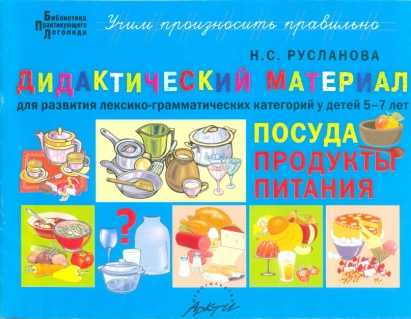 Библиотека
Практикующего
Логопеда
Учим произносить правильно
Н.С. РУСЛАНОВА
ДИДАКТИЧЕСКИЙ МАТЕРИАЛ
для развития лексико-грамматических категорий у детей 5–7 лет
ПОСУДА
ПРОДУКТЫ
ПИТАНИЯ
?
АРКТИ